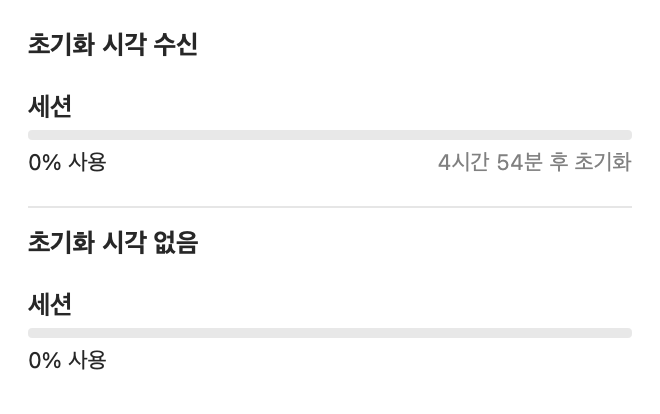 초기화 시각 수신
세션
0% 사용 4시간 54분 후 초기화
초기화 시각 없음
세션
0% 사용